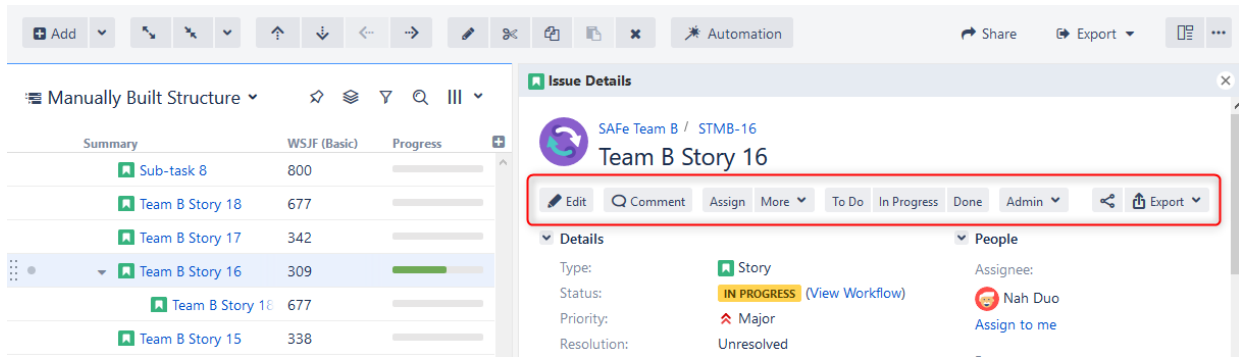 Add Automation Share Export
Manually Built Structure
Summary WSJF (Basic) Progress
Sub-task 8 800
Team B Story 18 677
Team B Story 17 342
Team B Story 16 309
Team B Story 18 677
Team B Story 15 338
Issue Details
SAFe Team B / STMB-16
Team B Story 16
Edit Comment Assign More To Do In Progress Done Admin Export
Details
Type: Story
Status: IN PROGRESS (View Workflow)
Priority: Major
Resolution: Unresolved
People
Assignee:
Nah Duo
Assign to me